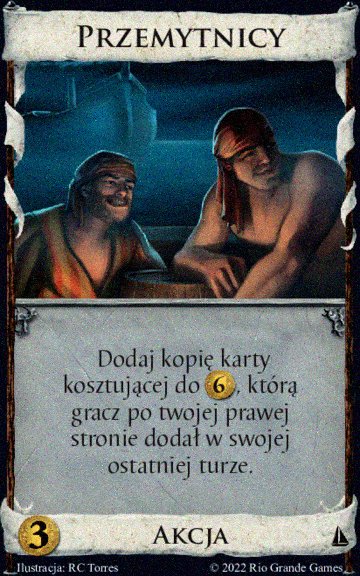 Przemytnicy
Dodaj kopię karty
kosztującej do 6, którą
gracz po twojej prawej
stronie dodał w swojej
ostatniej turze.
3 Akcja
Ilustracja: RC Torres © 2022 Rio Grande Games